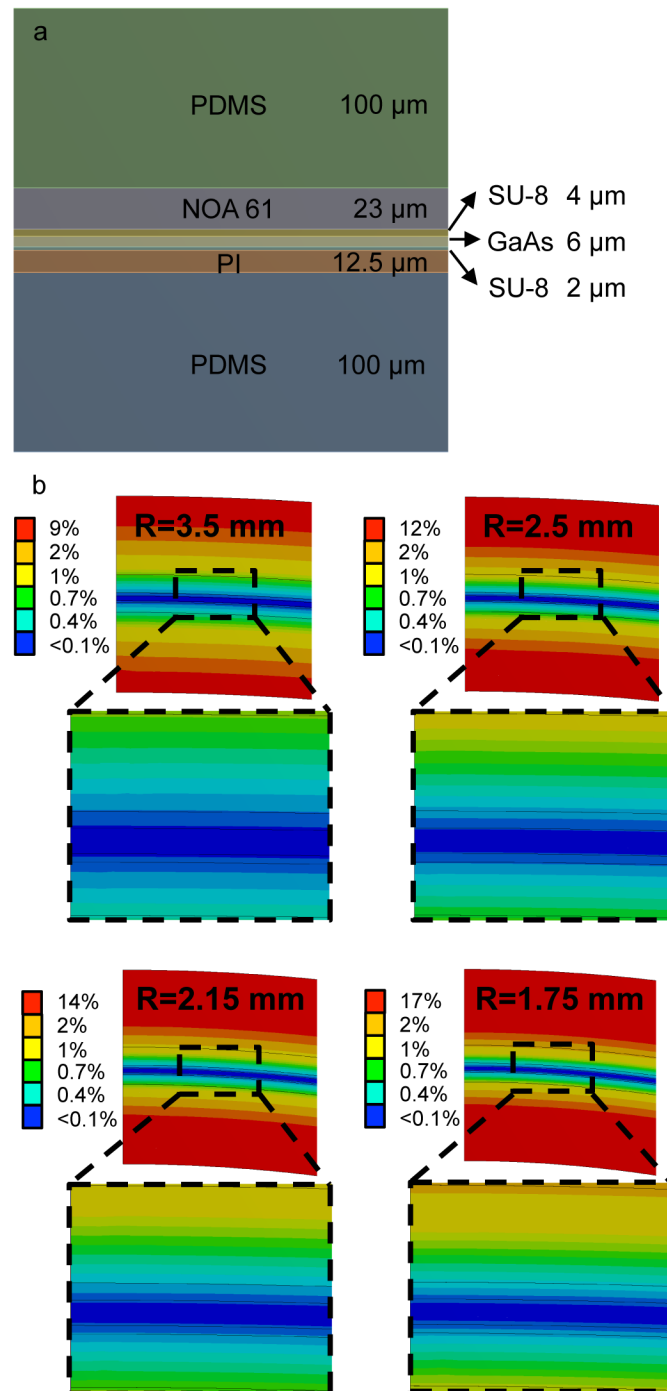 a
PDMS 100 µm
NOA 61 23 µm
SU-8 4 µm
GaAs 6 µm
PI 12.5 µm
SU-8 2 µm
PDMS 100 µm
b
R=3.5 mm
9%
2%
1%
0.7%
0.4%
<0.1%
R=2.5 mm
12%
2%
1%
0.7%
0.4%
<0.1%
R=2.15 mm
14%
2%
1%
0.7%
0.4%
<0.1%
R=1.75 mm
17%
2%
1%
0.7%
0.4%
<0.1%